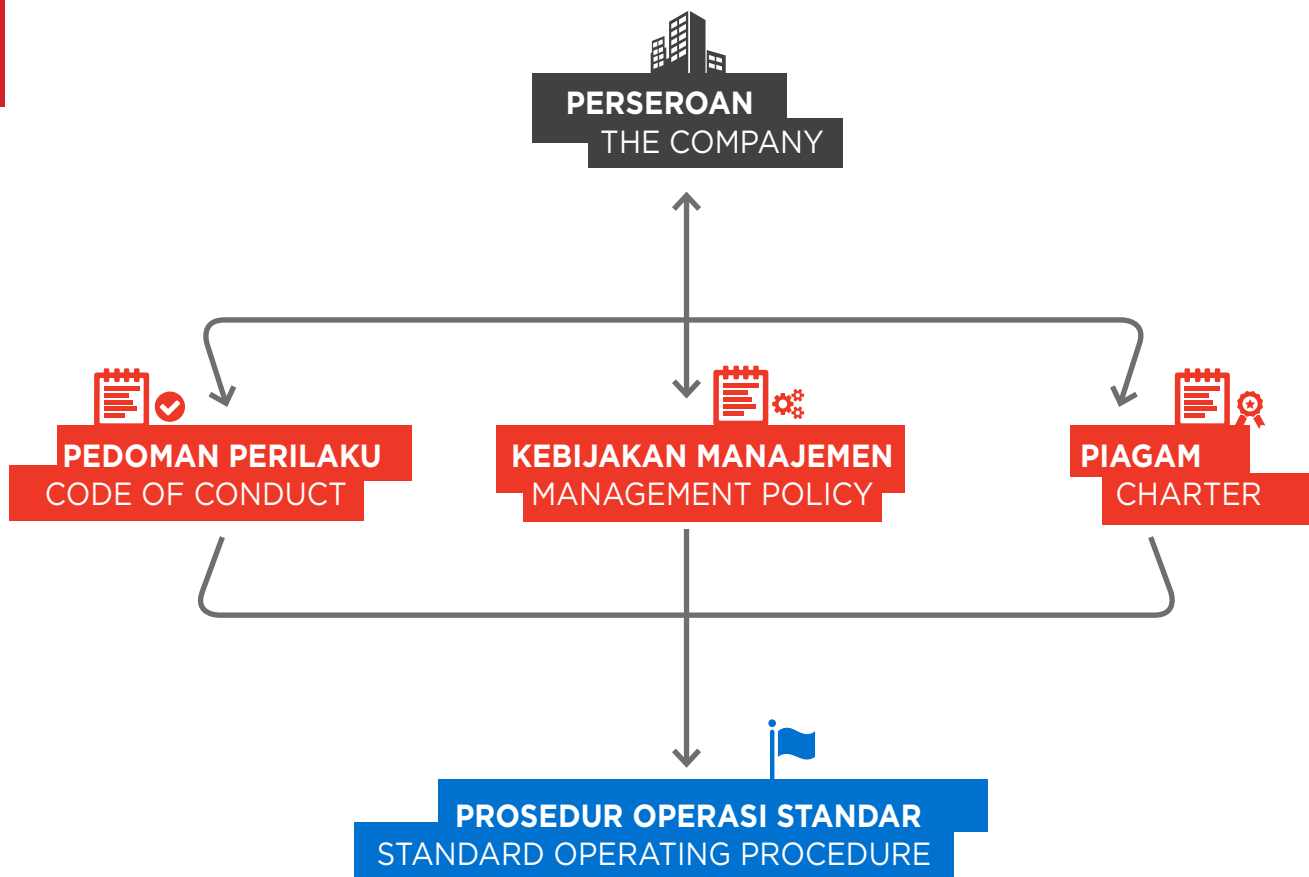 PERSEROAN
THE COMPANY
PEDOMAN PERILAKU
CODE OF CONDUCT
KEBIJAKAN MANAJEMEN
MANAGEMENT POLICY
PIAGAM
CHARTER
PROSEDUR OPERASI STANDAR
STANDARD OPERATING PROCEDURE